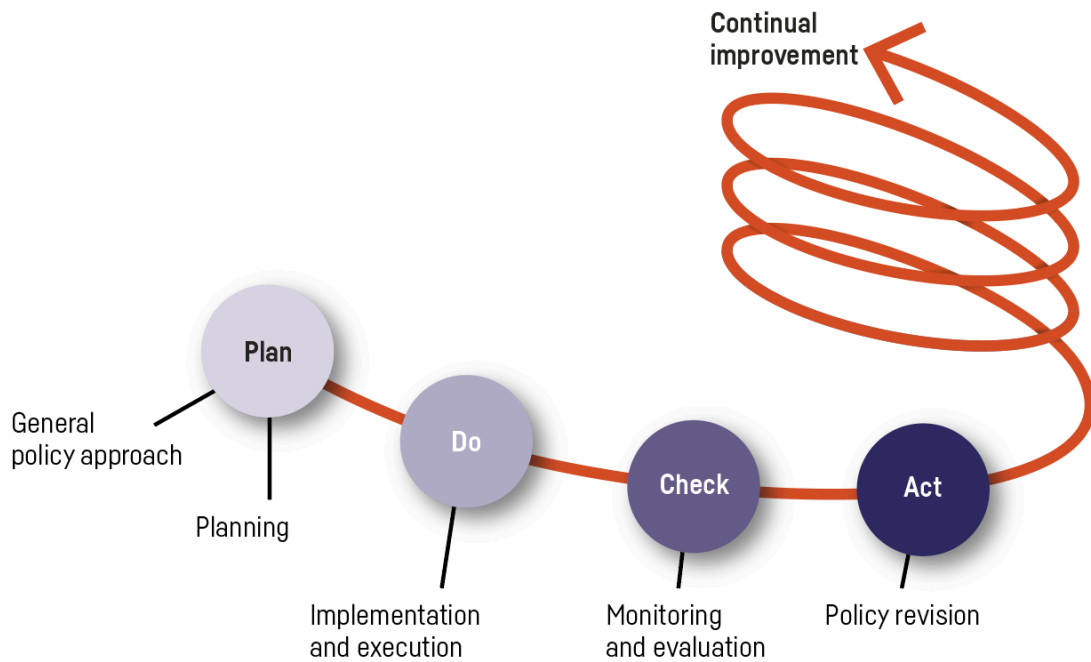 Continual
improvement
Plan
Do
Check
Act
General
policy approach
Planning
Implementation
and execution
Monitoring
and evaluation
Policy revision